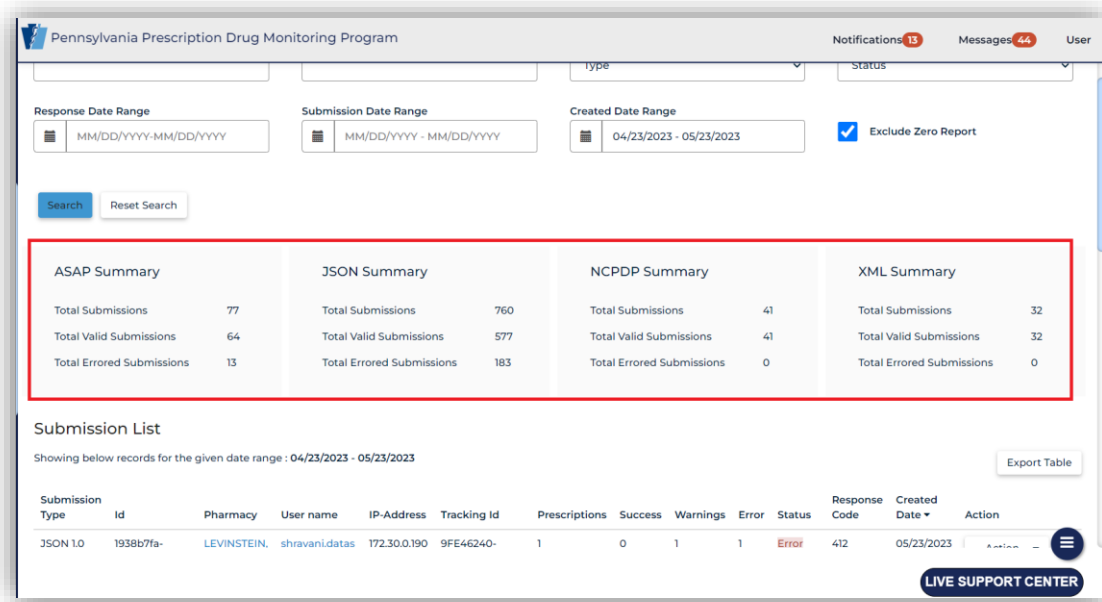 Pennsylvania Prescription Drug Monitoring Program Notifications 13 Messages 44 User
Type Status
Response Date Range Submission Date Range Created Date Range
MM/DD/YYYY-MM/DD/YYYY MM/DD/YYYY - MM/DD/YYYY 04/23/2023 - 05/23/2023 Exclude Zero Report
Search Reset Search
ASAP Summary JSON Summary NCPDP Summary XML Summary
Total Submissions 77 Total Submissions 760 Total Submissions 41 Total Submissions 32
Total Valid Submissions 64 Total Valid Submissions 577 Total Valid Submissions 41 Total Valid Submissions 32
Total Errored Submissions 13 Total Errored Submissions 183 Total Errored Submissions 0 Total Errored Submissions 0
Submission List
Showing below records for the given date range : 04/23/2023 - 05/23/2023
Export Table
Submission Response Created
Type Id Pharmacy User name IP-Address Tracking Id Prescriptions Success Warnings Error Status Code Date Action
JSON 1.0 1938b7fa- LEVINSTEIN, shravani.datas 172.30.0.190 9FE46240- 1 0 1 1 Error 412 05/23/2023 Action
LIVE SUPPORT CENTER